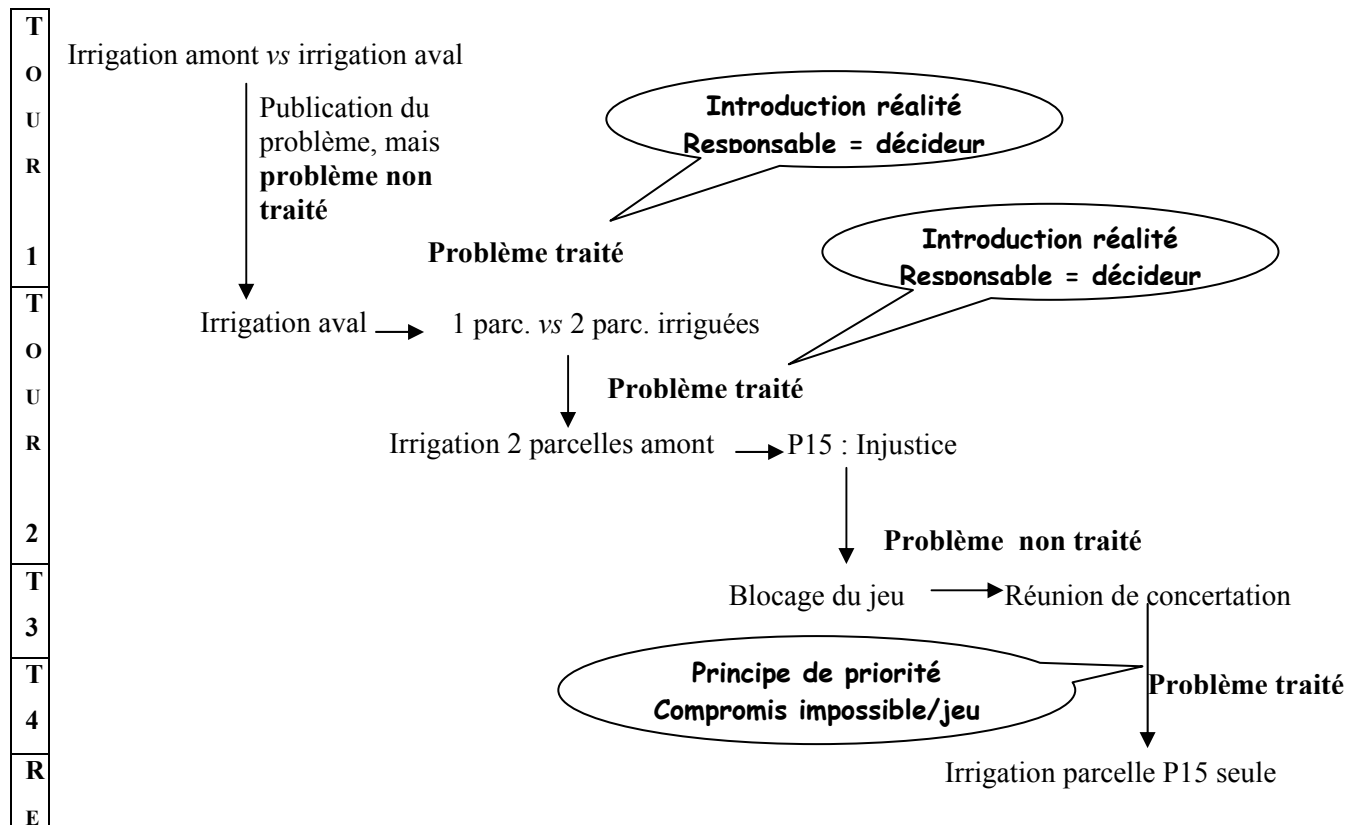 T
O
U
R
1
Irrigation amont vs irrigation aval
Publication du
problème, mais
problème non
traité
Introduction réalité
Responsable = décideur
Problème traité
Introduction réalité
Responsable = décideur
T
O
U
R
2
Irrigation aval
1 parc. vs 2 parc. irriguées
Problème traité
Irrigation 2 parcelles amont
P15 : Injustice
Problème non traité
T
3
Blocage du jeu
Réunion de concertation
T
4
Principe de priorité
Compromis impossible/jeu
Problème traité
R
E
Irrigation parcelle P15 seule